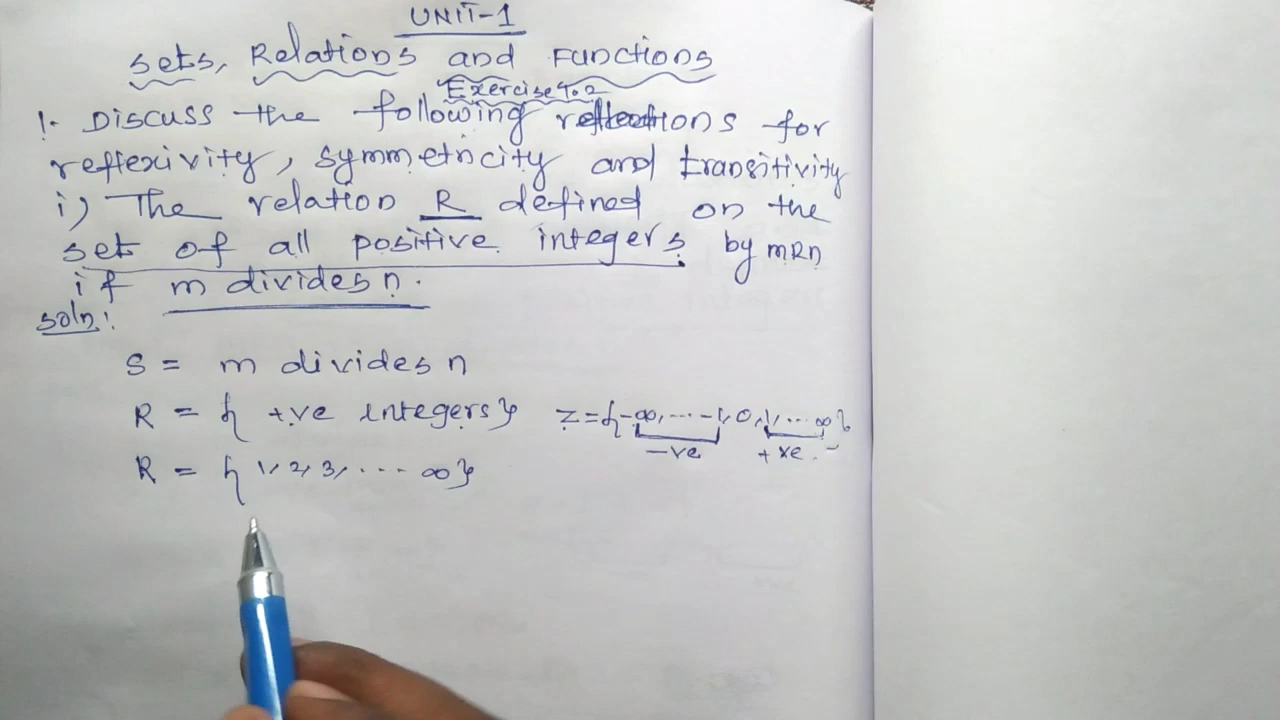 UNIT-1
Sets, Relations and Functions
Exercise 1.2
1. Discuss the following relations for
reflexivity, symmetricity and transitivity
i) The relation R defined on the
sets of all positive integers by mRn
if m divides n.
Soln:
S = m divides n
R = { +ve integers} Z = {-∞, ... -1, 0, 1, ... ∞}
-ve +ve
R = { 1, 2, 3, .... ∞}